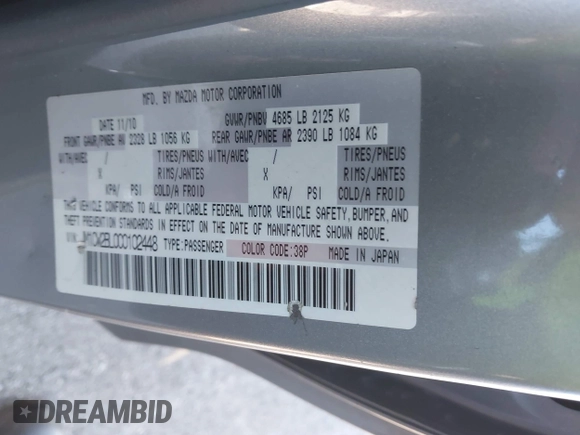 MFD. BY MAZDA MOTOR CORPORATION
DATE 11/10 GVWR/PNBV 4685 LB 2125 KG
FRONT GAWR/PNBE AV 2328 LB 1056 KG REAR GAWR/PNBE AR 2390 LB 1084 KG
WITH/AVEC / TIRES/PNEUS WITH/AVEC / TIRES/PNEUS
X RIMS/JANTES X RIMS/JANTES
KPA/ PSI COLD/A FROID KPA/ PSI COLD/A FROID
THIS VEHICLE CONFORMS TO ALL APPLICABLE FEDERAL MOTOR VEHICLE SAFETY, BUMPER, AND
THEFT PREVENTION STANDARDS IN EFFECT ON THE DATE OF MANUFACTURE SHOWN ABOVE.
TYPE:PASSENGER COLOR CODE:38P MADE IN JAPAN
DREAMBID